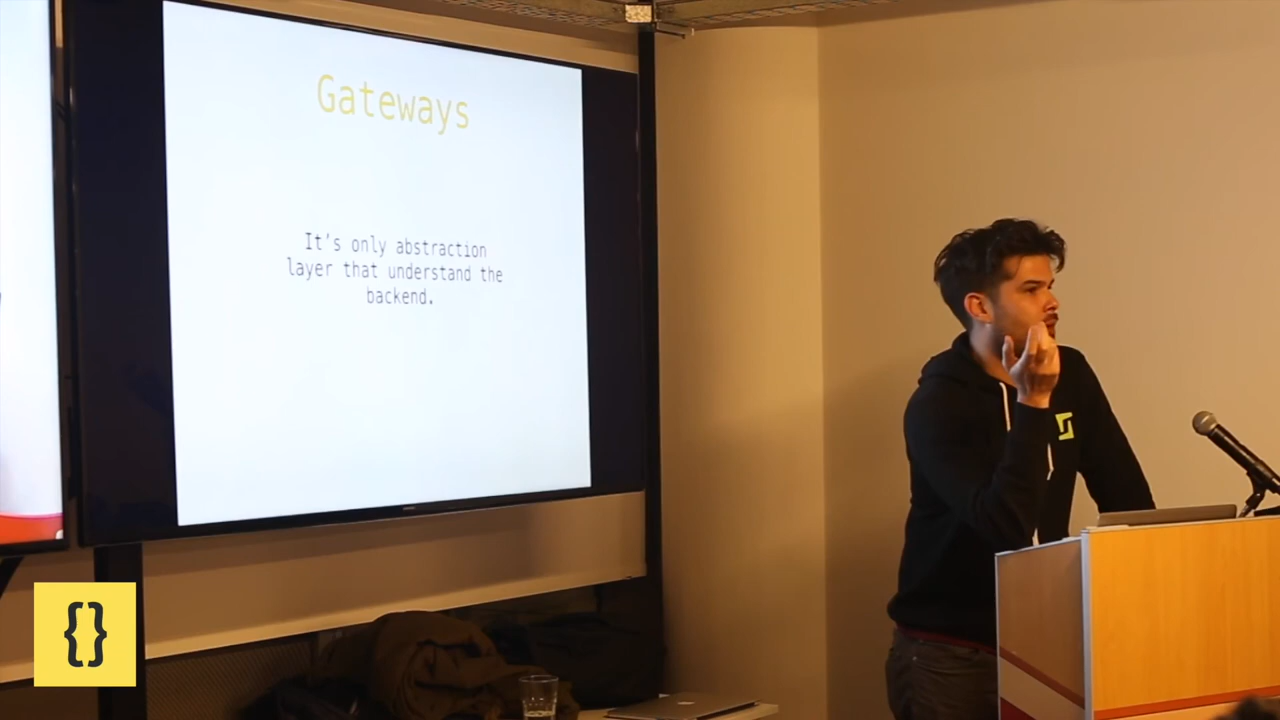 Gateways
It's only abstraction
layer that understand the
backend.
{}